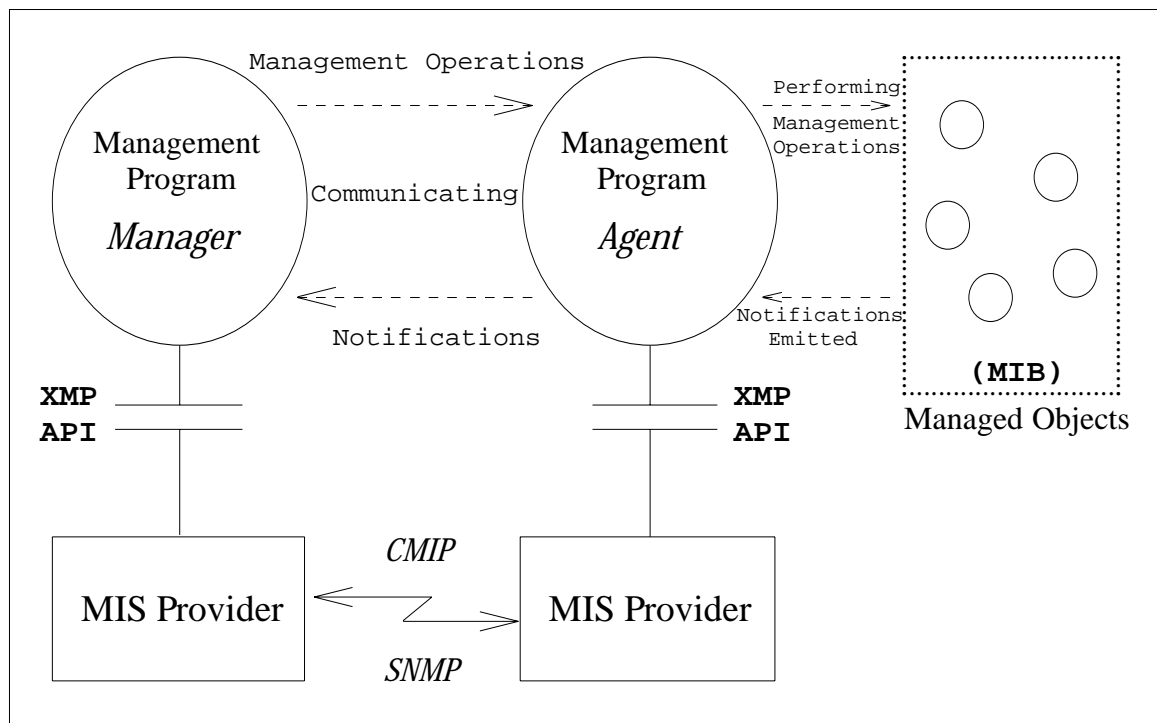 Management Operations
Management
Program
Manager
Communicating
Management
Program
Agent
Performing
Management
Operations
Notifications
Notifications
Emitted
(MIB)
Managed Objects
XMP
API
XMP
API
MIS Provider
CMIP
SNMP
MIS Provider